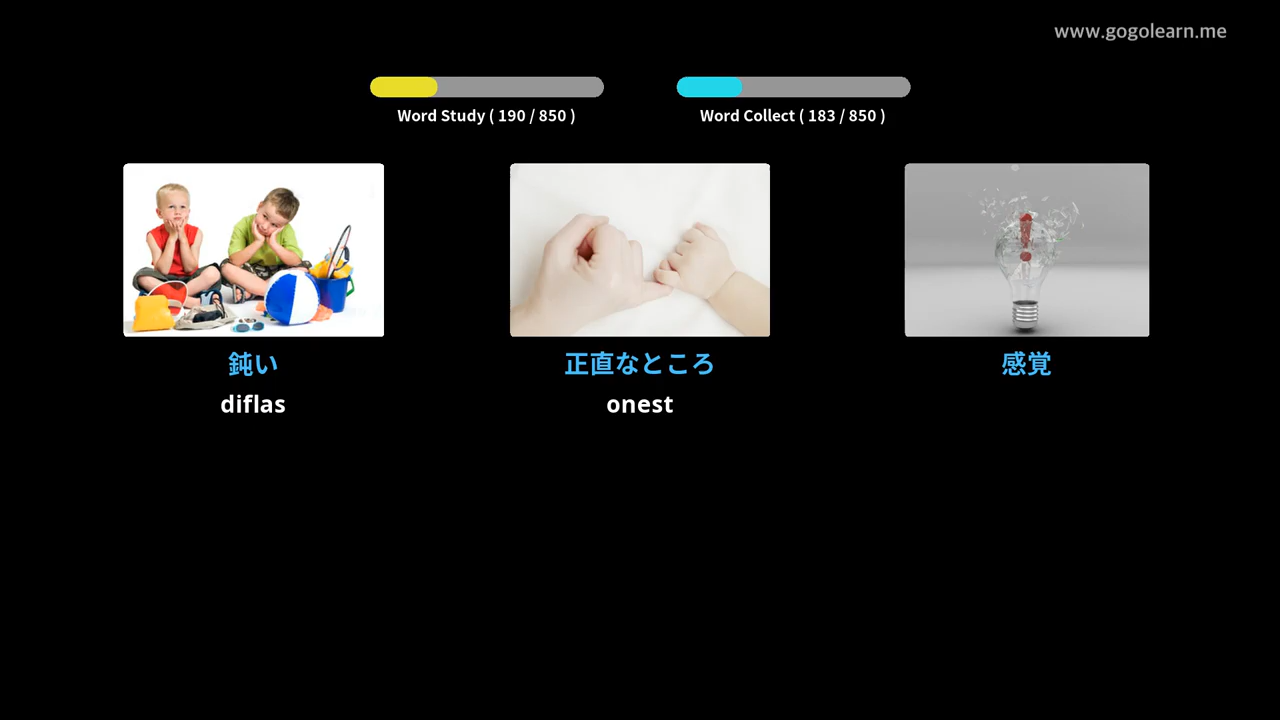 www.gogolearn.me
Word Study ( 190 / 850 )
Word Collect ( 183 / 850 )
鈍い
正直なところ
感覚
diflas
onest